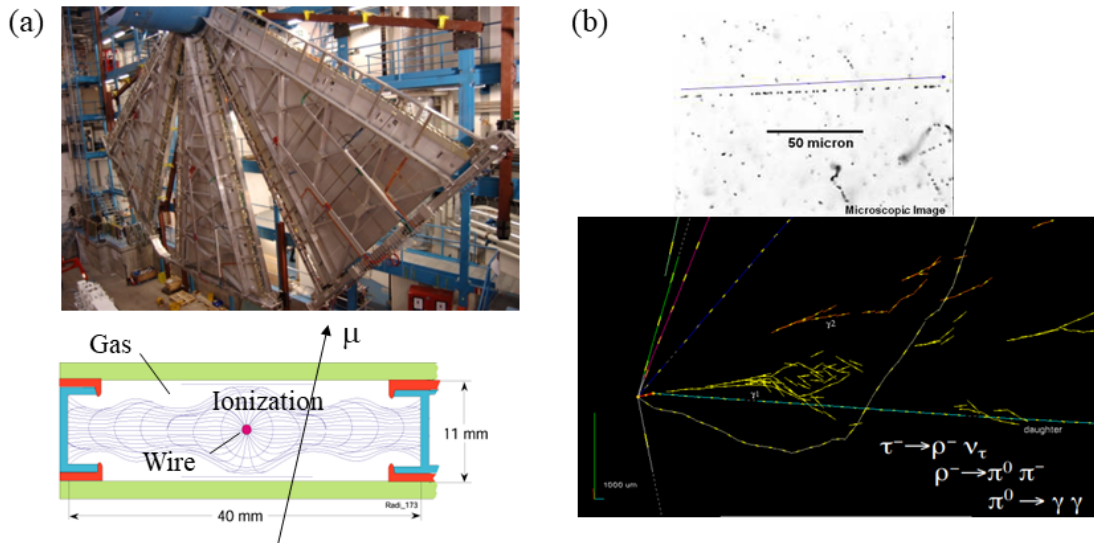 (a)
Gas
μ
Ionization
Wire
11 mm
Radi_173
40 mm
(b)
50 micron
Microscopic Image
γ2
γ1
daughter
1000 um
τ⁻→ρ⁻ ν_τ
ρ⁻→π⁰ π⁻
π⁰→ γ γ